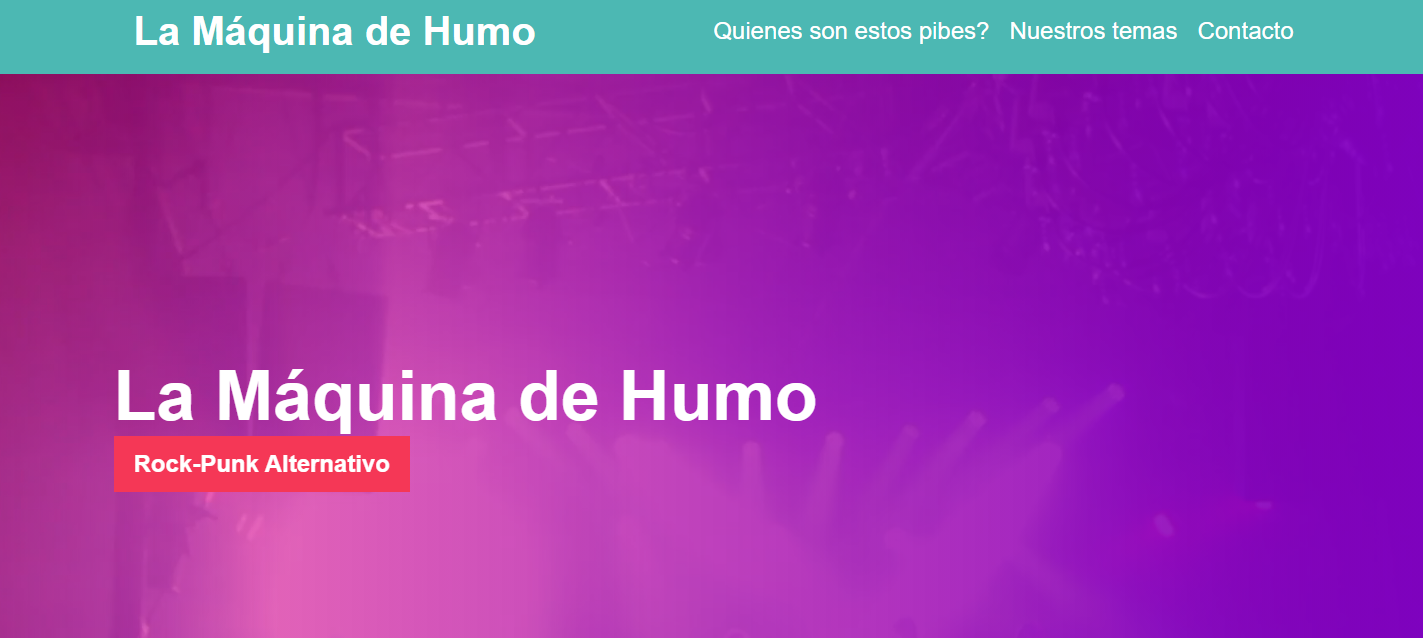 La Máquina de Humo
Quienes son estos pibes? Nuestros temas Contacto
La Máquina de Humo
Rock-Punk Alternativo